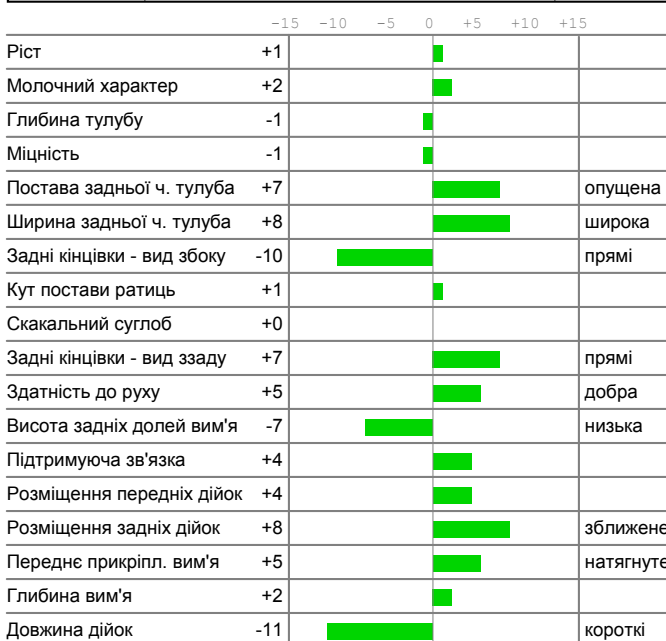 -15 -10 -5 0 +5 +10 +15
Ріст +1
Молочний характер +2
Глибина тулубу -1
Міцність -1
Постава задньої ч. тулуба +7 опущена
Ширина задньої ч. тулуба +8 широка
Задні кінцівки - вид збоку -10 прямі
Кут постави ратиць +1
Скакальний суглоб +0
Задні кінцівки - вид ззаду +7 прямі
Здатність до руху +5 добра
Висота задніх долей вим'я -7 низька
Підтримуюча зв'язка +4
Розміщення передніх дійок +4
Розміщення задніх дійок +8 зближене
Переднє прикріпл. вим'я +5 натягнуте
Глибина вим'я +2
Довжина дійок -11 короткі